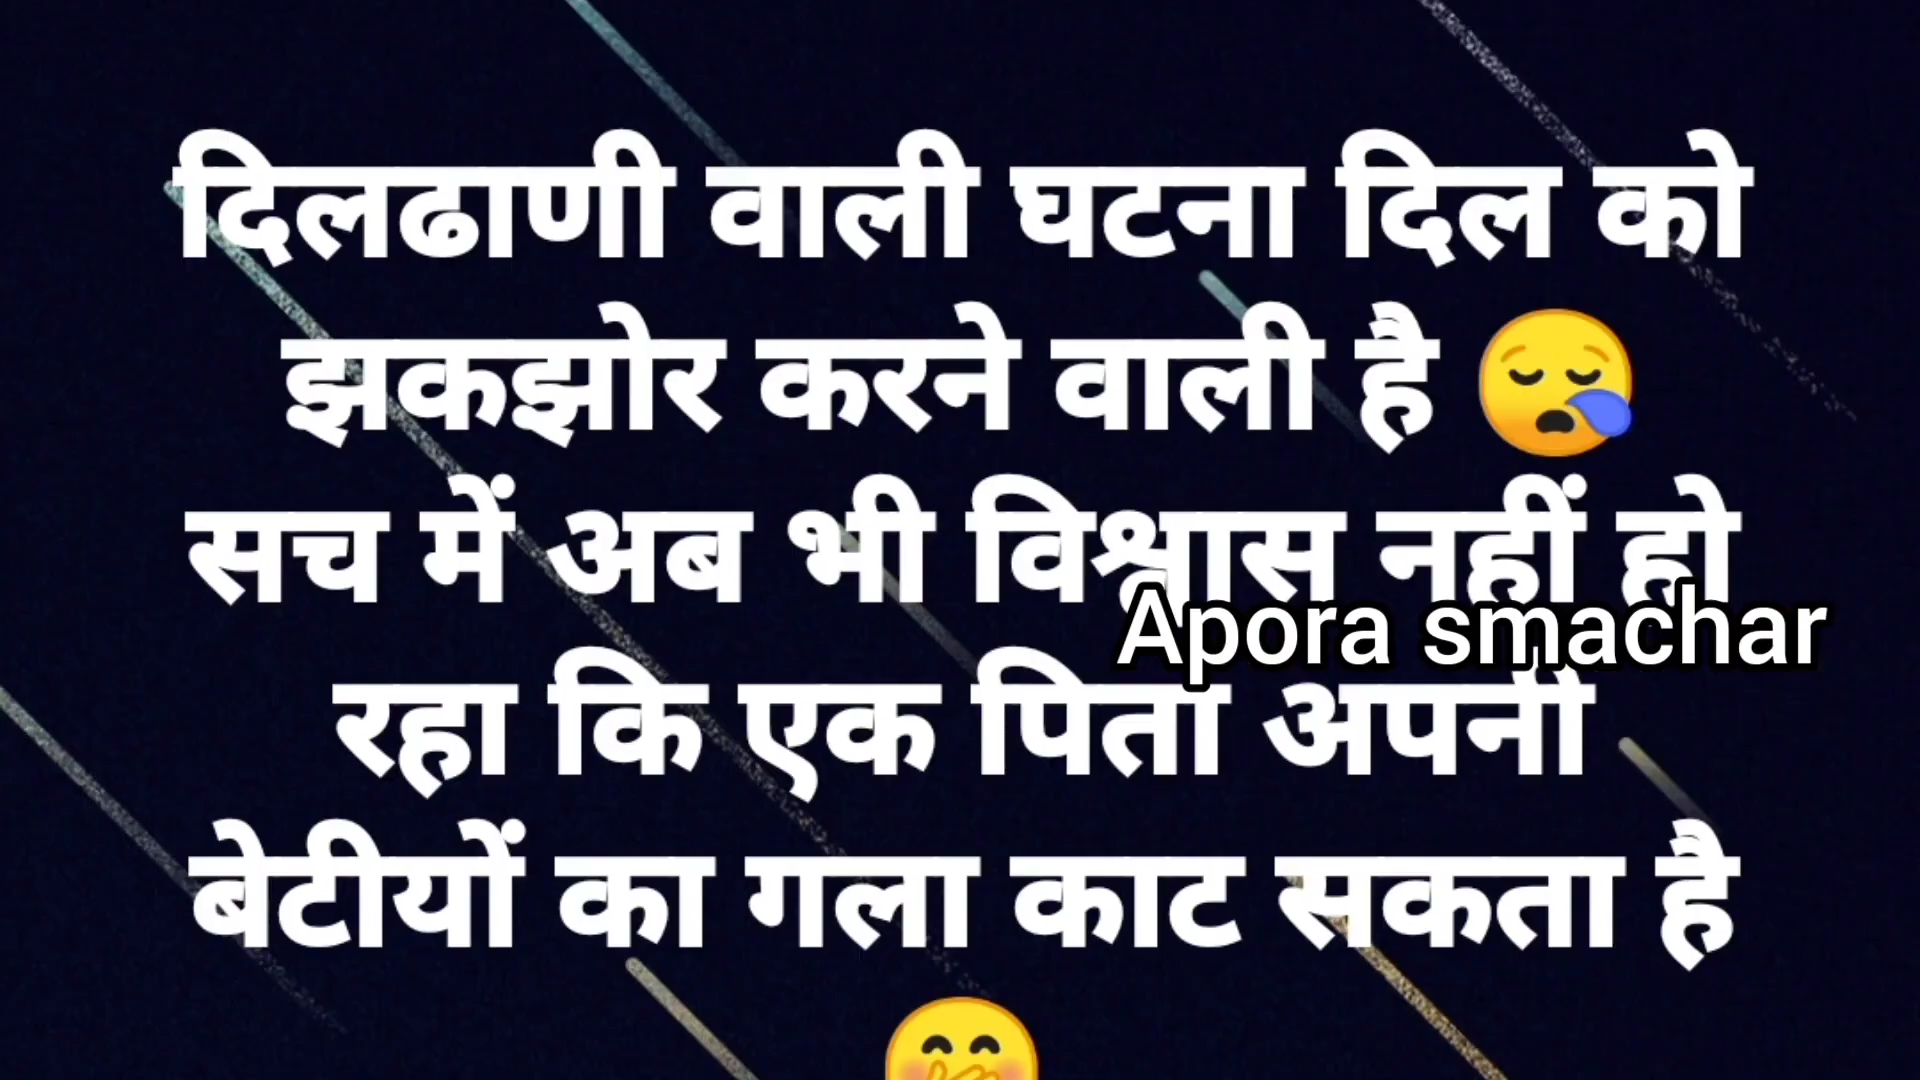 दिलढाणी वाली घटना दिल को
झकझोर करने वाली है 😪
सच में अब भी विश्वास नहीं हो
Apora smachar
रहा कि एक पिता अपनी
बेटीयों का गला काट सकता है
🤭